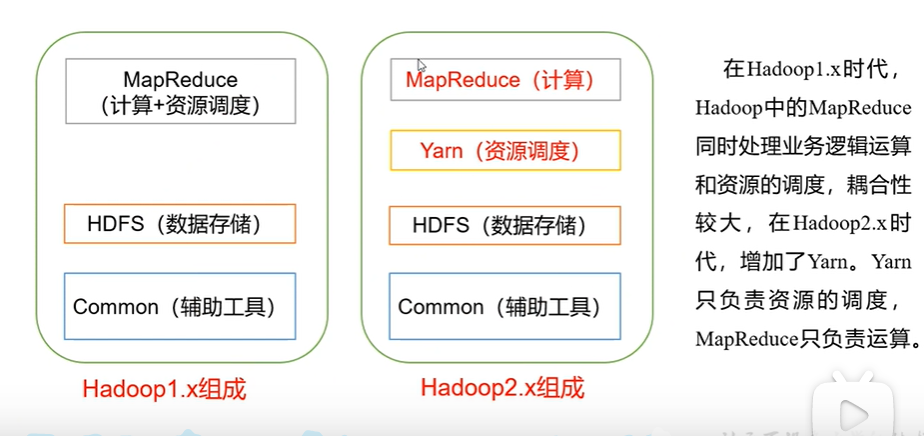 MapReduce
（计算+资源调度）
HDFS（数据存储）
Common（辅助工具）
Hadoop1.x组成
MapReduce（计算）
Yarn（资源调度）
HDFS（数据存储）
Common（辅助工具）
Hadoop2.x组成
在Hadoop1.x时代，
Hadoop中的MapReduce
同时处理业务逻辑运算
和资源的调度，耦合性
较大，在Hadoop2.x时
代，增加了Yarn。Yarn
只负责资源的调度，
MapReduce只负责运算。